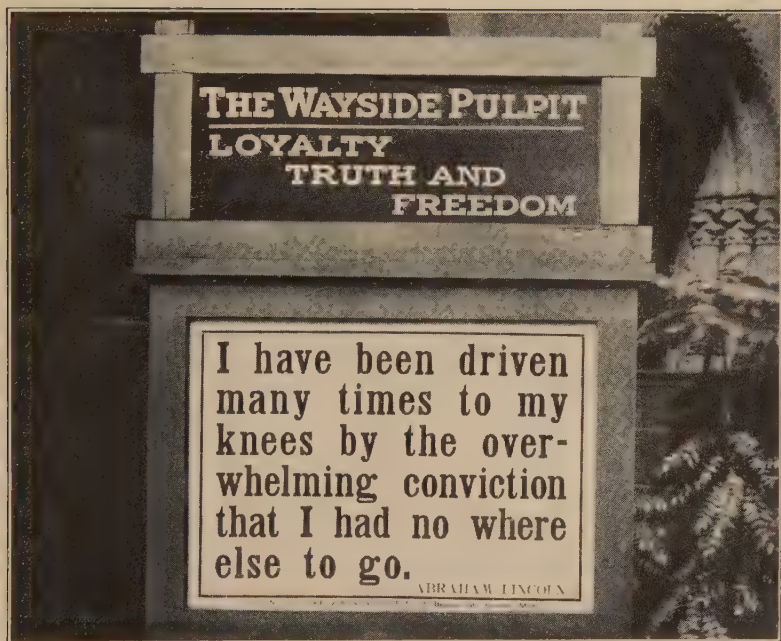 THE WAYSIDE PULPIT
LOYALTY
TRUTH AND
FREEDOM
I have been driven
many times to my
knees by the over-
whelming conviction
that I had no where
else to go.
ABRAHAM LINCOLN